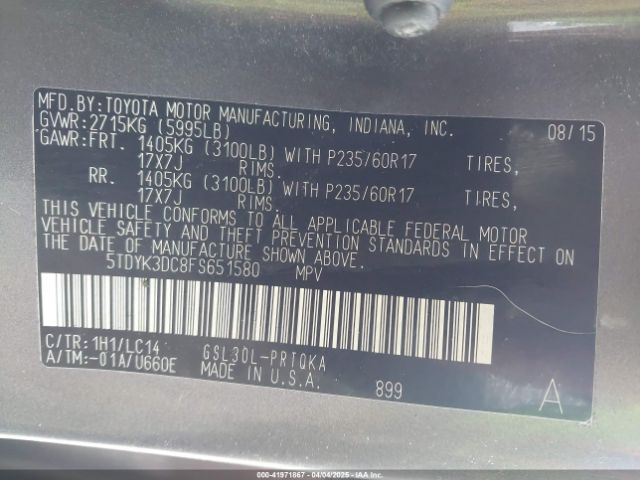 MFD.BY:TOYOTA MOTOR MANUFACTURING, INDIANA, INC. 08/15
GVWR:2715KG (5995LB)
GAWR:FRT. 1405KG (3100LB) WITH P235/60R17 TIRES,
17X7J RIMS.
RR. 1405KG (3100LB) WITH P235/60R17 TIRES,
17X7J RIMS.
THIS VEHICLE CONFORMS TO ALL APPLICABLE FEDERAL MOTOR
VEHICLE SAFETY AND THEFT PREVENTION STANDARDS IN EFFECT ON
THE DATE OF MANUFACTURE SHOWN ABOVE.
5TDYK3DC8FS651580 MPV
C/TR:1H1/LC14 GSL30L-PRTQKA
A/TM:-01A/U660E MADE IN U.S.A. 899 A
000-41971867 - 04/04/2025 - IAAI.com